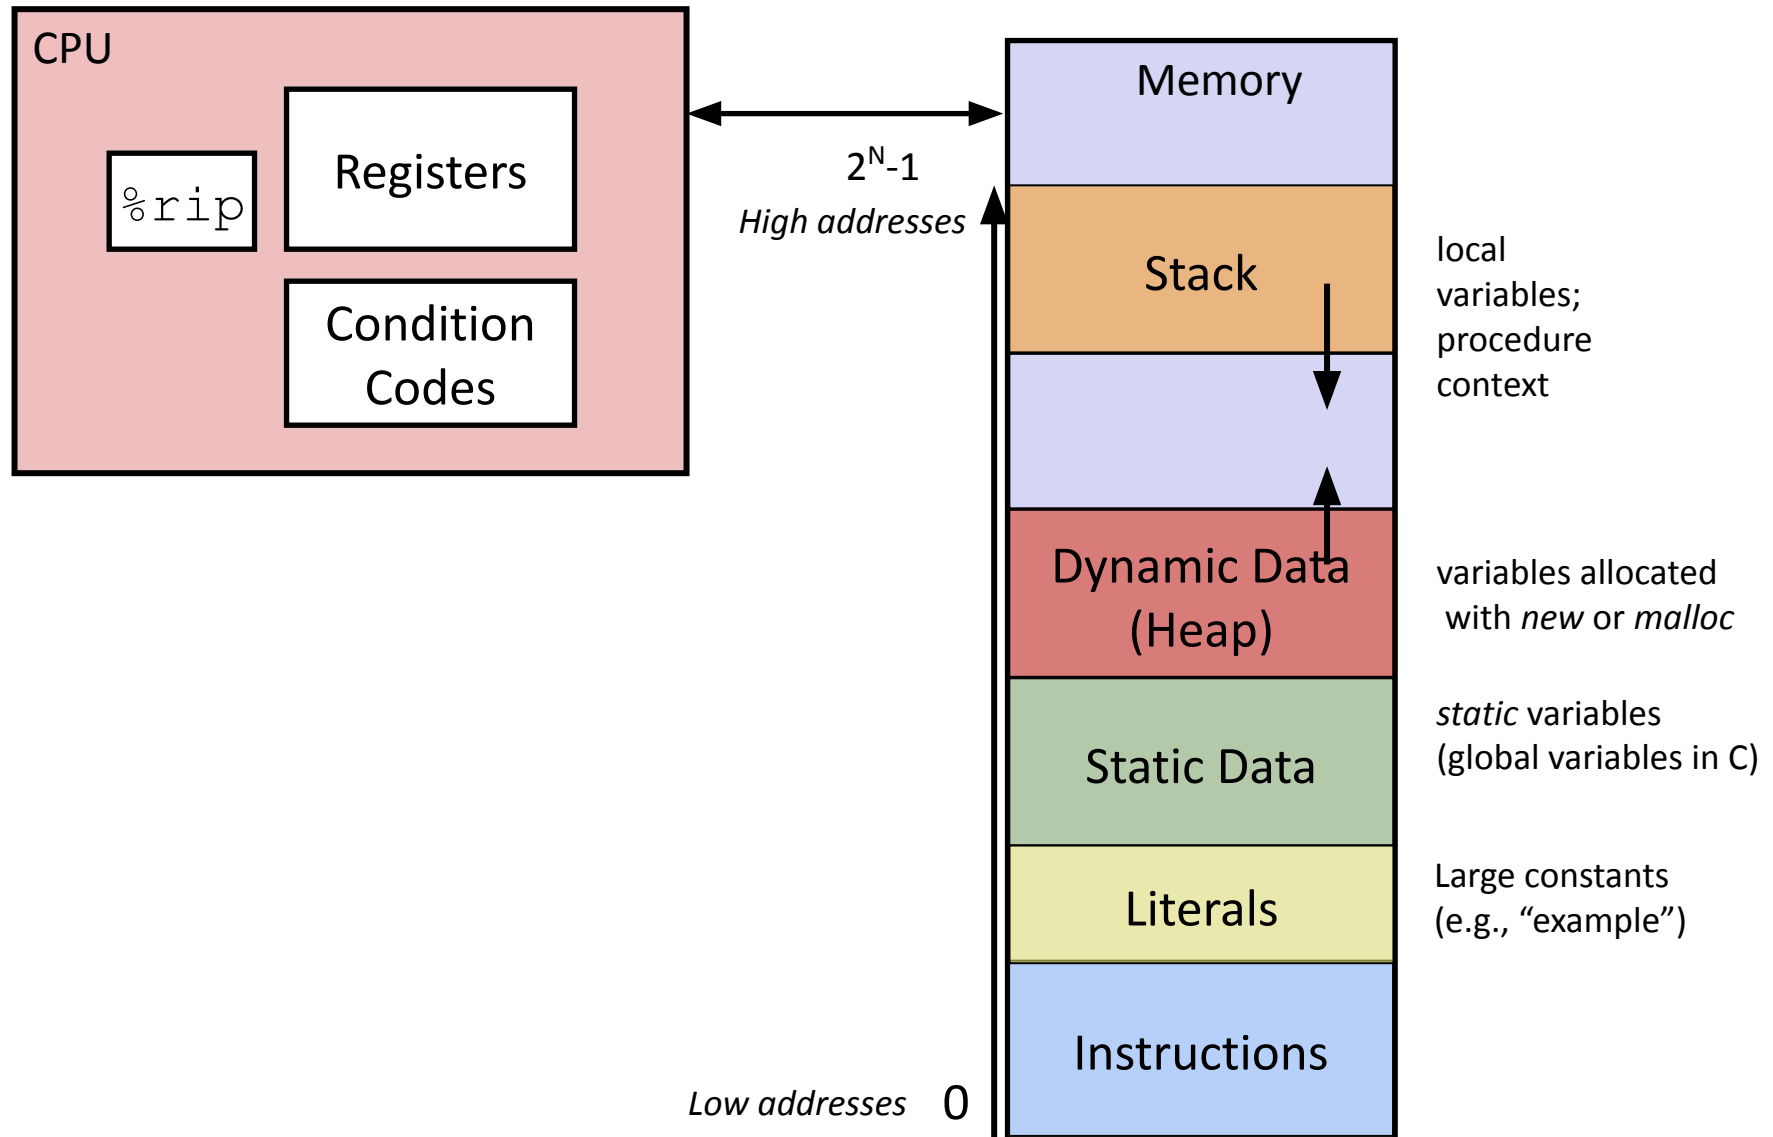 CPU
%rip
Registers
Condition
Codes
2ᴺ-1
High addresses
Memory
Stack
local
variables;
procedure
context
Dynamic Data
(Heap)
variables allocated
with new or malloc
Static Data
static variables
(global variables in C)
Literals
Large constants
(e.g., “example”)
Instructions
Low addresses 0